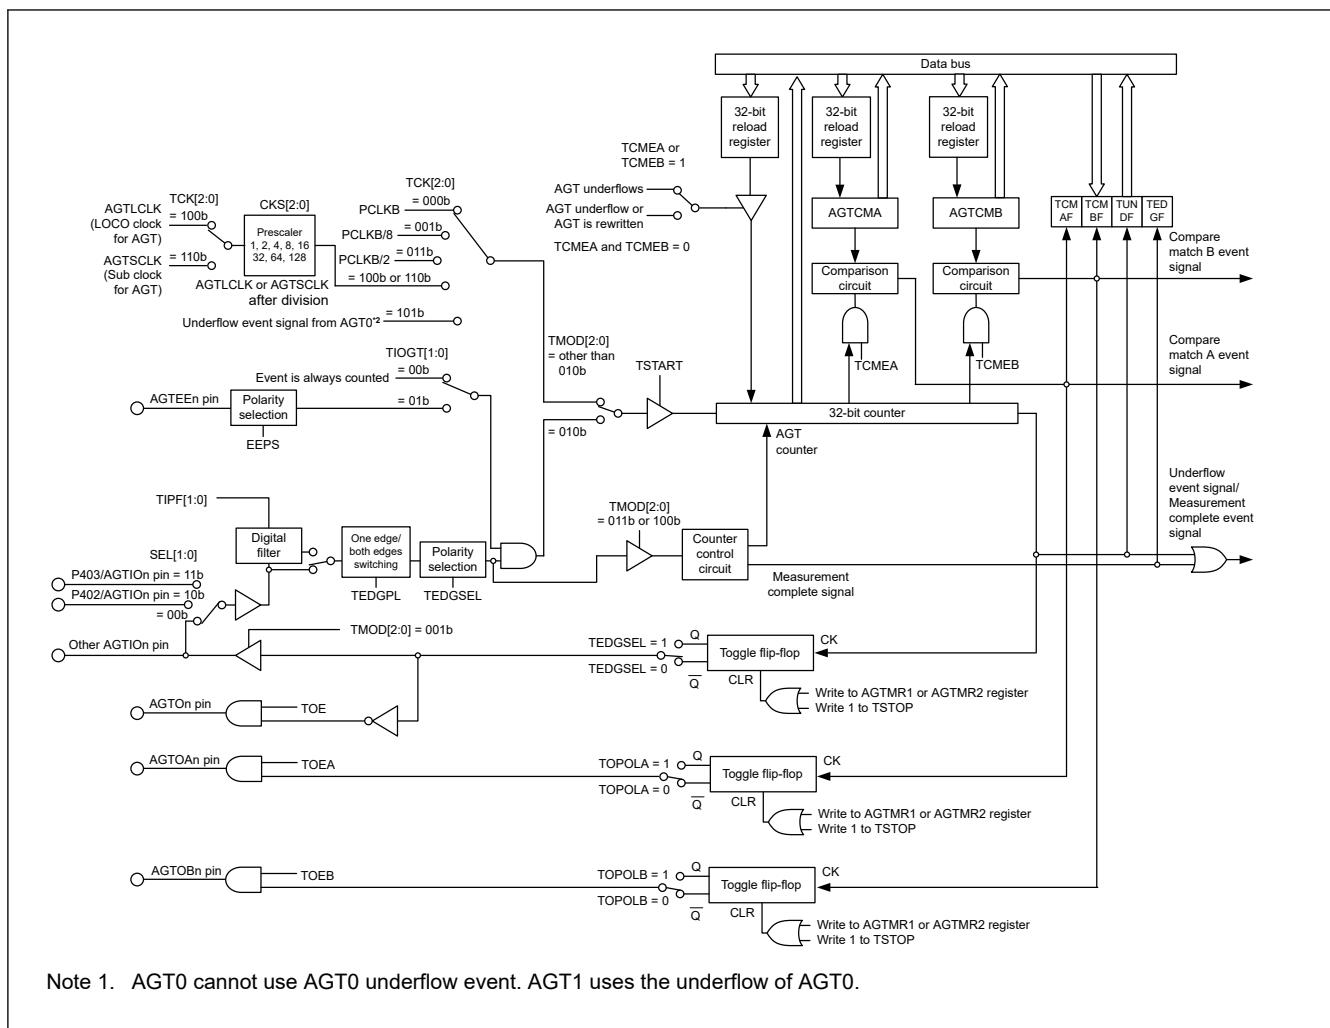 Data bus
32-bit
reload
register
32-bit
reload
register
32-bit
reload
register
TCMEA or
TCMEB = 1
AGT underflows
AGT underflow or
AGT is rewritten
TCMEA and TCMEB = 0
AGTCMA
AGTCMB
TCM
AF
TCM
BF
TUN
DF
TED
GF
Comparison
circuit
Comparison
circuit
TCMEA
TCMEB
Compare
match B event
signal
Compare
match A event
signal
TCK[2:0]
AGTLCLK
(LOCO clock
for AGT)
= 100b
AGTSCLK
(Sub clock
for AGT)
= 110b
CKS[2:0]
Prescaler
1, 2, 4, 8, 16
32, 64, 128
AGTLCLK or AGTSCLK
after division
TCK[2:0]
PCLKB
= 000b
PCLKB/8
= 001b
PCLKB/2
= 011b
= 100b or 110b
Underflow event signal from AGT0*2
= 101b
TIOGT[1:0]
Event is always counted
= 00b
= 01b
AGTEEn pin
Polarity
selection
EEPS
TMOD[2:0]
= other than
010b
= 010b
TSTART
32-bit counter
AGT
counter
TIPF[1:0]
Digital
filter
SEL[1:0]
P403/AGTIOn pin = 11b
P402/AGTIOn pin = 10b
= 00b
Other AGTIOn pin
One edge/
both edges
switching
TEDGPL
Polarity
selection
TEDGSEL
TMOD[2:0]
= 011b or 100b
Counter
control
circuit
Measurement
complete signal
Underflow
event signal/
Measurement
complete event
signal
TMOD[2:0] = 001b
TEDGSEL = 1
TEDGSEL = 0
Q
Q
Toggle flip-flop
CK
CLR
Write to AGTMR1 or AGTMR2 register
Write 1 to TSTOP
AGTOn pin
TOE
AGTOAn pin
TOEA
TOPOLA = 1
TOPOLA = 0
Q
Q
Toggle flip-flop
CK
CLR
Write to AGTMR1 or AGTMR2 register
Write 1 to TSTOP
AGTOBn pin
TOEB
TOPOLB = 1
TOPOLB = 0
Q
Q
Toggle flip-flop
CK
CLR
Write to AGTMR1 or AGTMR2 register
Write 1 to TSTOP
Note 1. AGT0 cannot use AGT0 underflow event. AGT1 uses the underflow of AGT0.